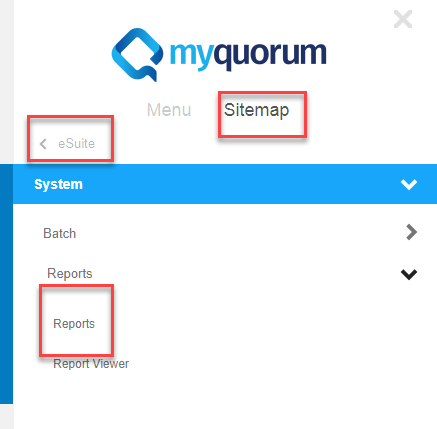 myquorum
Menu Sitemap
eSuite
System
Batch
Reports
Reports
Report Viewer